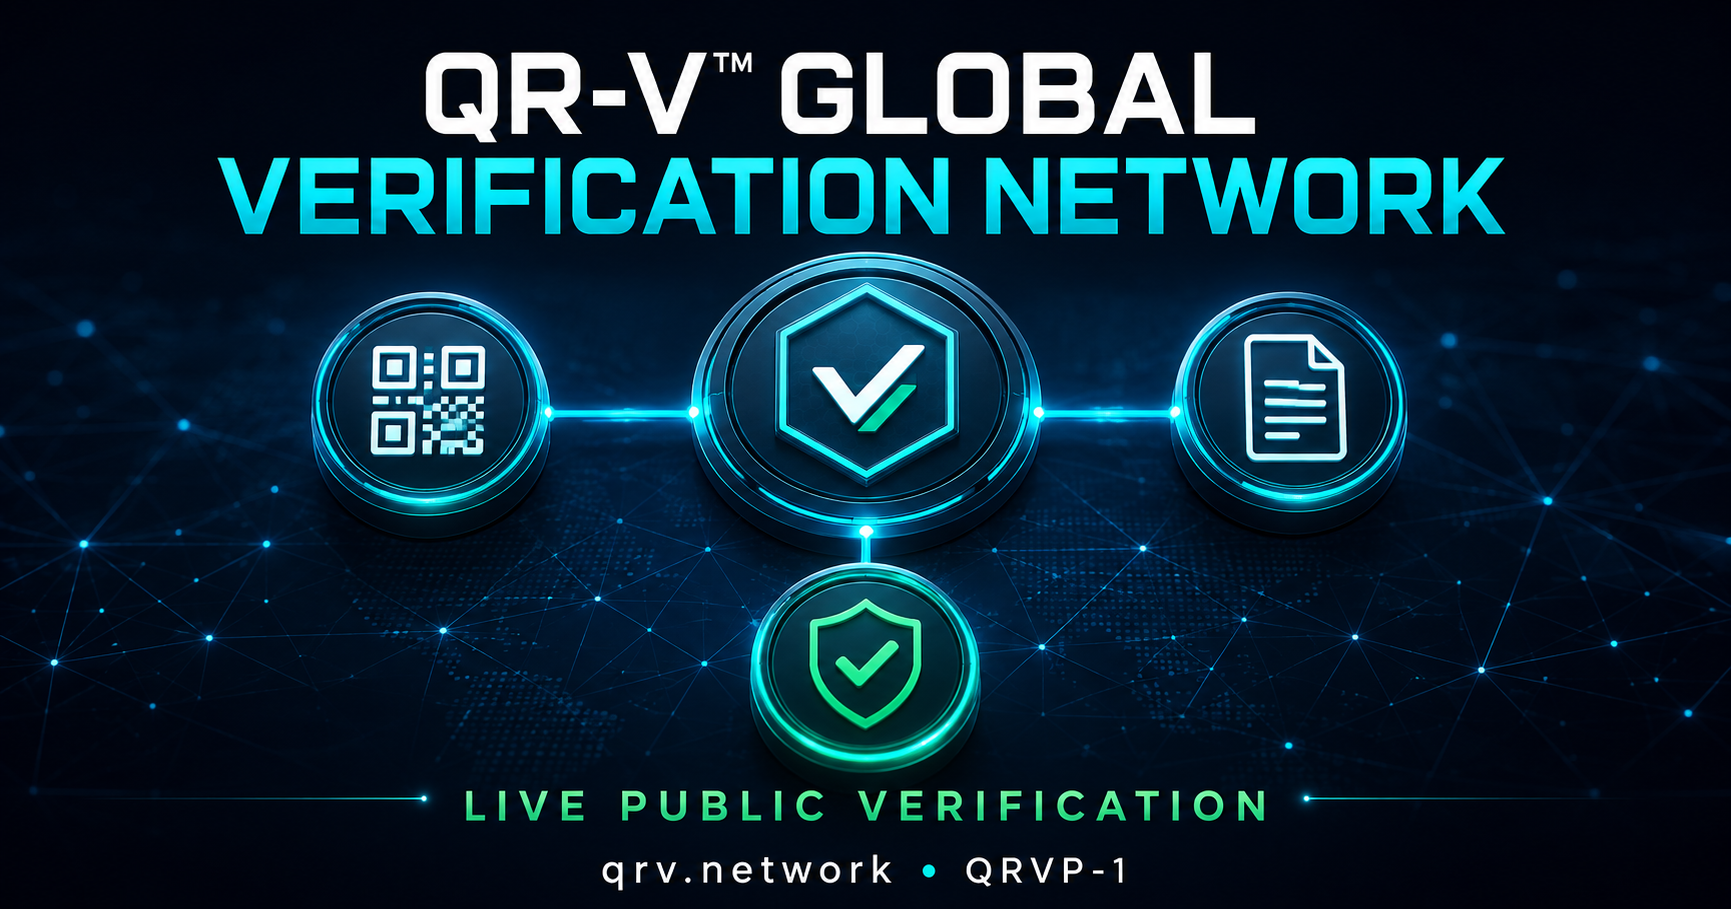 QR-V™ GLOBAL
VERIFICATION NETWORK
LIVE PUBLIC VERIFICATION
qrv.network • QRVP-1